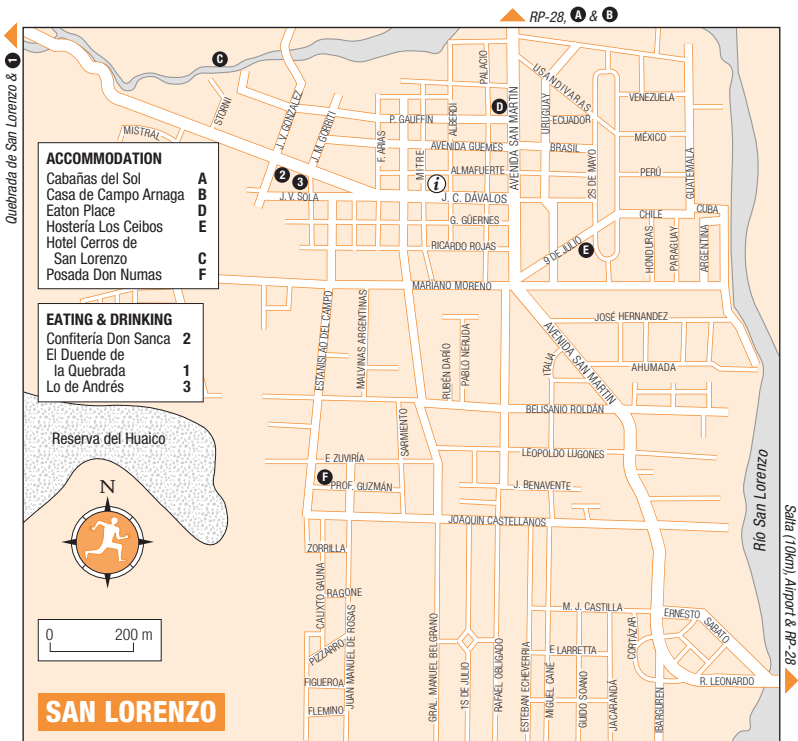 RP-28, A & B
Quebrada de San Lorenzo & 1
C
PALACIO
USANDIVARAS
D
STORNI
J. V. GONZALEZ
J. M. GORRITI
P. GAUFFIN
ALBERDI
AVENIDA SAN MARTIN
URUGUAY
ECUADOR
VENEZUELA
MISTRAL
F. ARIAS
MITRE
AVENIDA GÜEMES
BRASIL
MÉXICO
ALMAFUERTE
2S DE MAYO
PERÚ
GUATEMALA
2
3
i
J. V. SOLA
J. C. DÁVALOS
G. GÜERNES
CHILE
CUBA
RICARDO ROJAS
9 DE JULIO
E
HONDURAS
PARAGUAY
ARGENTINA
MARIANO MORENO
ACCOMMODATION
Cabañas del Sol A
Casa de Campo Arnaga B
Eaton Place D
Hostería Los Ceibos E
Hotel Cerros de
San Lorenzo C
Posada Don Numas F
EATING & DRINKING
Confitería Don Sanca 2
El Duende de
la Quebrada 1
Lo de Andrés 3
ESTANISLAO DEL CAMPO
MALVINAS ARGENTINAS
RUBÉN DARÍO
PABLO NERUDA
AVENIDA SAN MARTIN
ITALIA
JOSÉ HERNANDEZ
AHUMADA
SARMIENTO
BELISANIO ROLDÁN
Reserva del Huaico
E ZUVIRÍA
LEOPOLDO LUGONES
F
PROF. GUZMÁN
J. BENAVENTE
JOAQUIN CASTELLANOS
Río San Lorenzo
Salta (10km), Airport & RP-28
N
ZORRILLA
CALIXTO GAUNA
RAGONE
JUAN MANUEL DE ROSAS
PIZZARRO
FIGUEROA
FLEMINO
GRAL. MANUEL BELGRANO
1S DE JULIO
RAFAEL OBLIGADO
ESTEBAN ECHEVERRIA
MIGUEL CANÉ
GUIDO SOANO
JACARANDÁ
M. J. CASTILLA
E LARRETTA
CORTÁZAR
IBARGUREN
ERNESTO SABATO
R. LEONARDO
0 200 m
SAN LORENZO